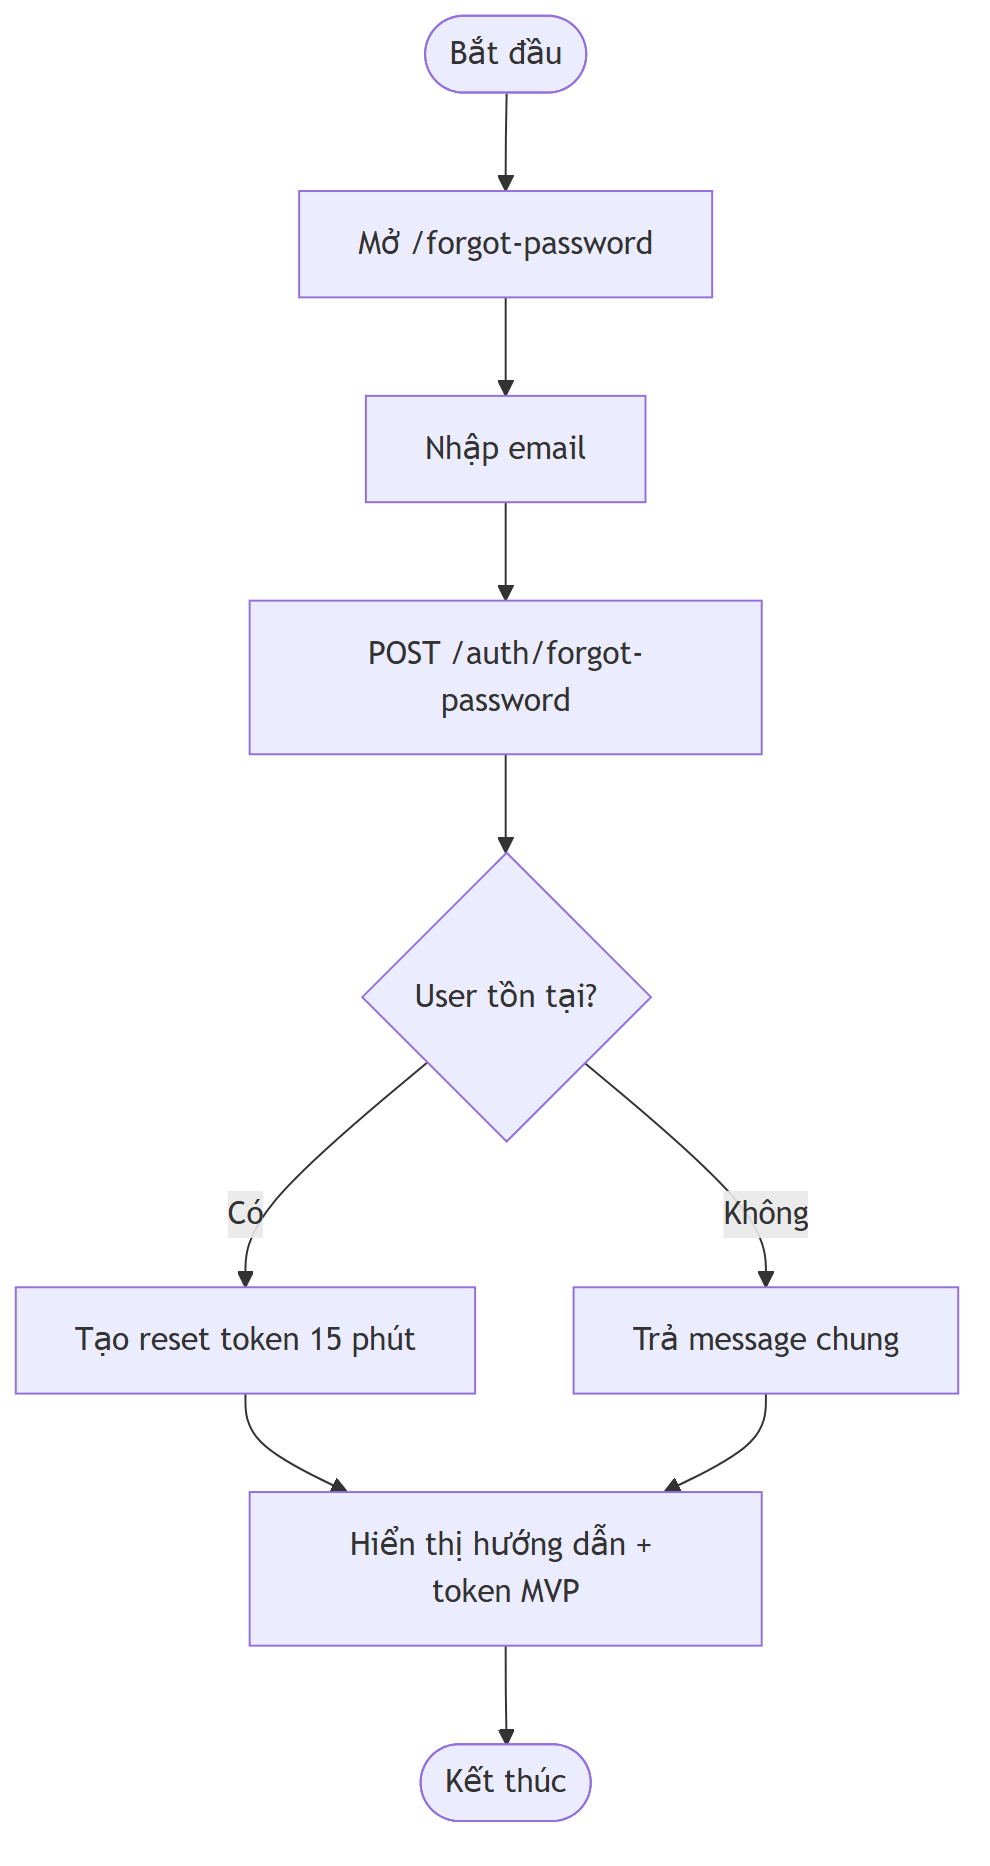 Bắt đầu
Mở /forgot-password
Nhập email
POST /auth/forgot-
password
User tồn tại?
Có
Không
Tạo reset token 15 phút
Trả message chung
Hiển thị hướng dẫn +
token MVP
Kết thúc